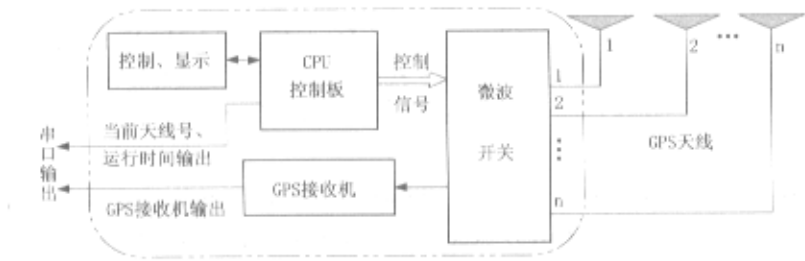 控制、显示
CPU
控制板
控制
信号
微波
开关
1
2
n
1
2
n
GPS天线
当前天线号、
运行时间输出
串口输出
GPS接收机
GPS接收机输出